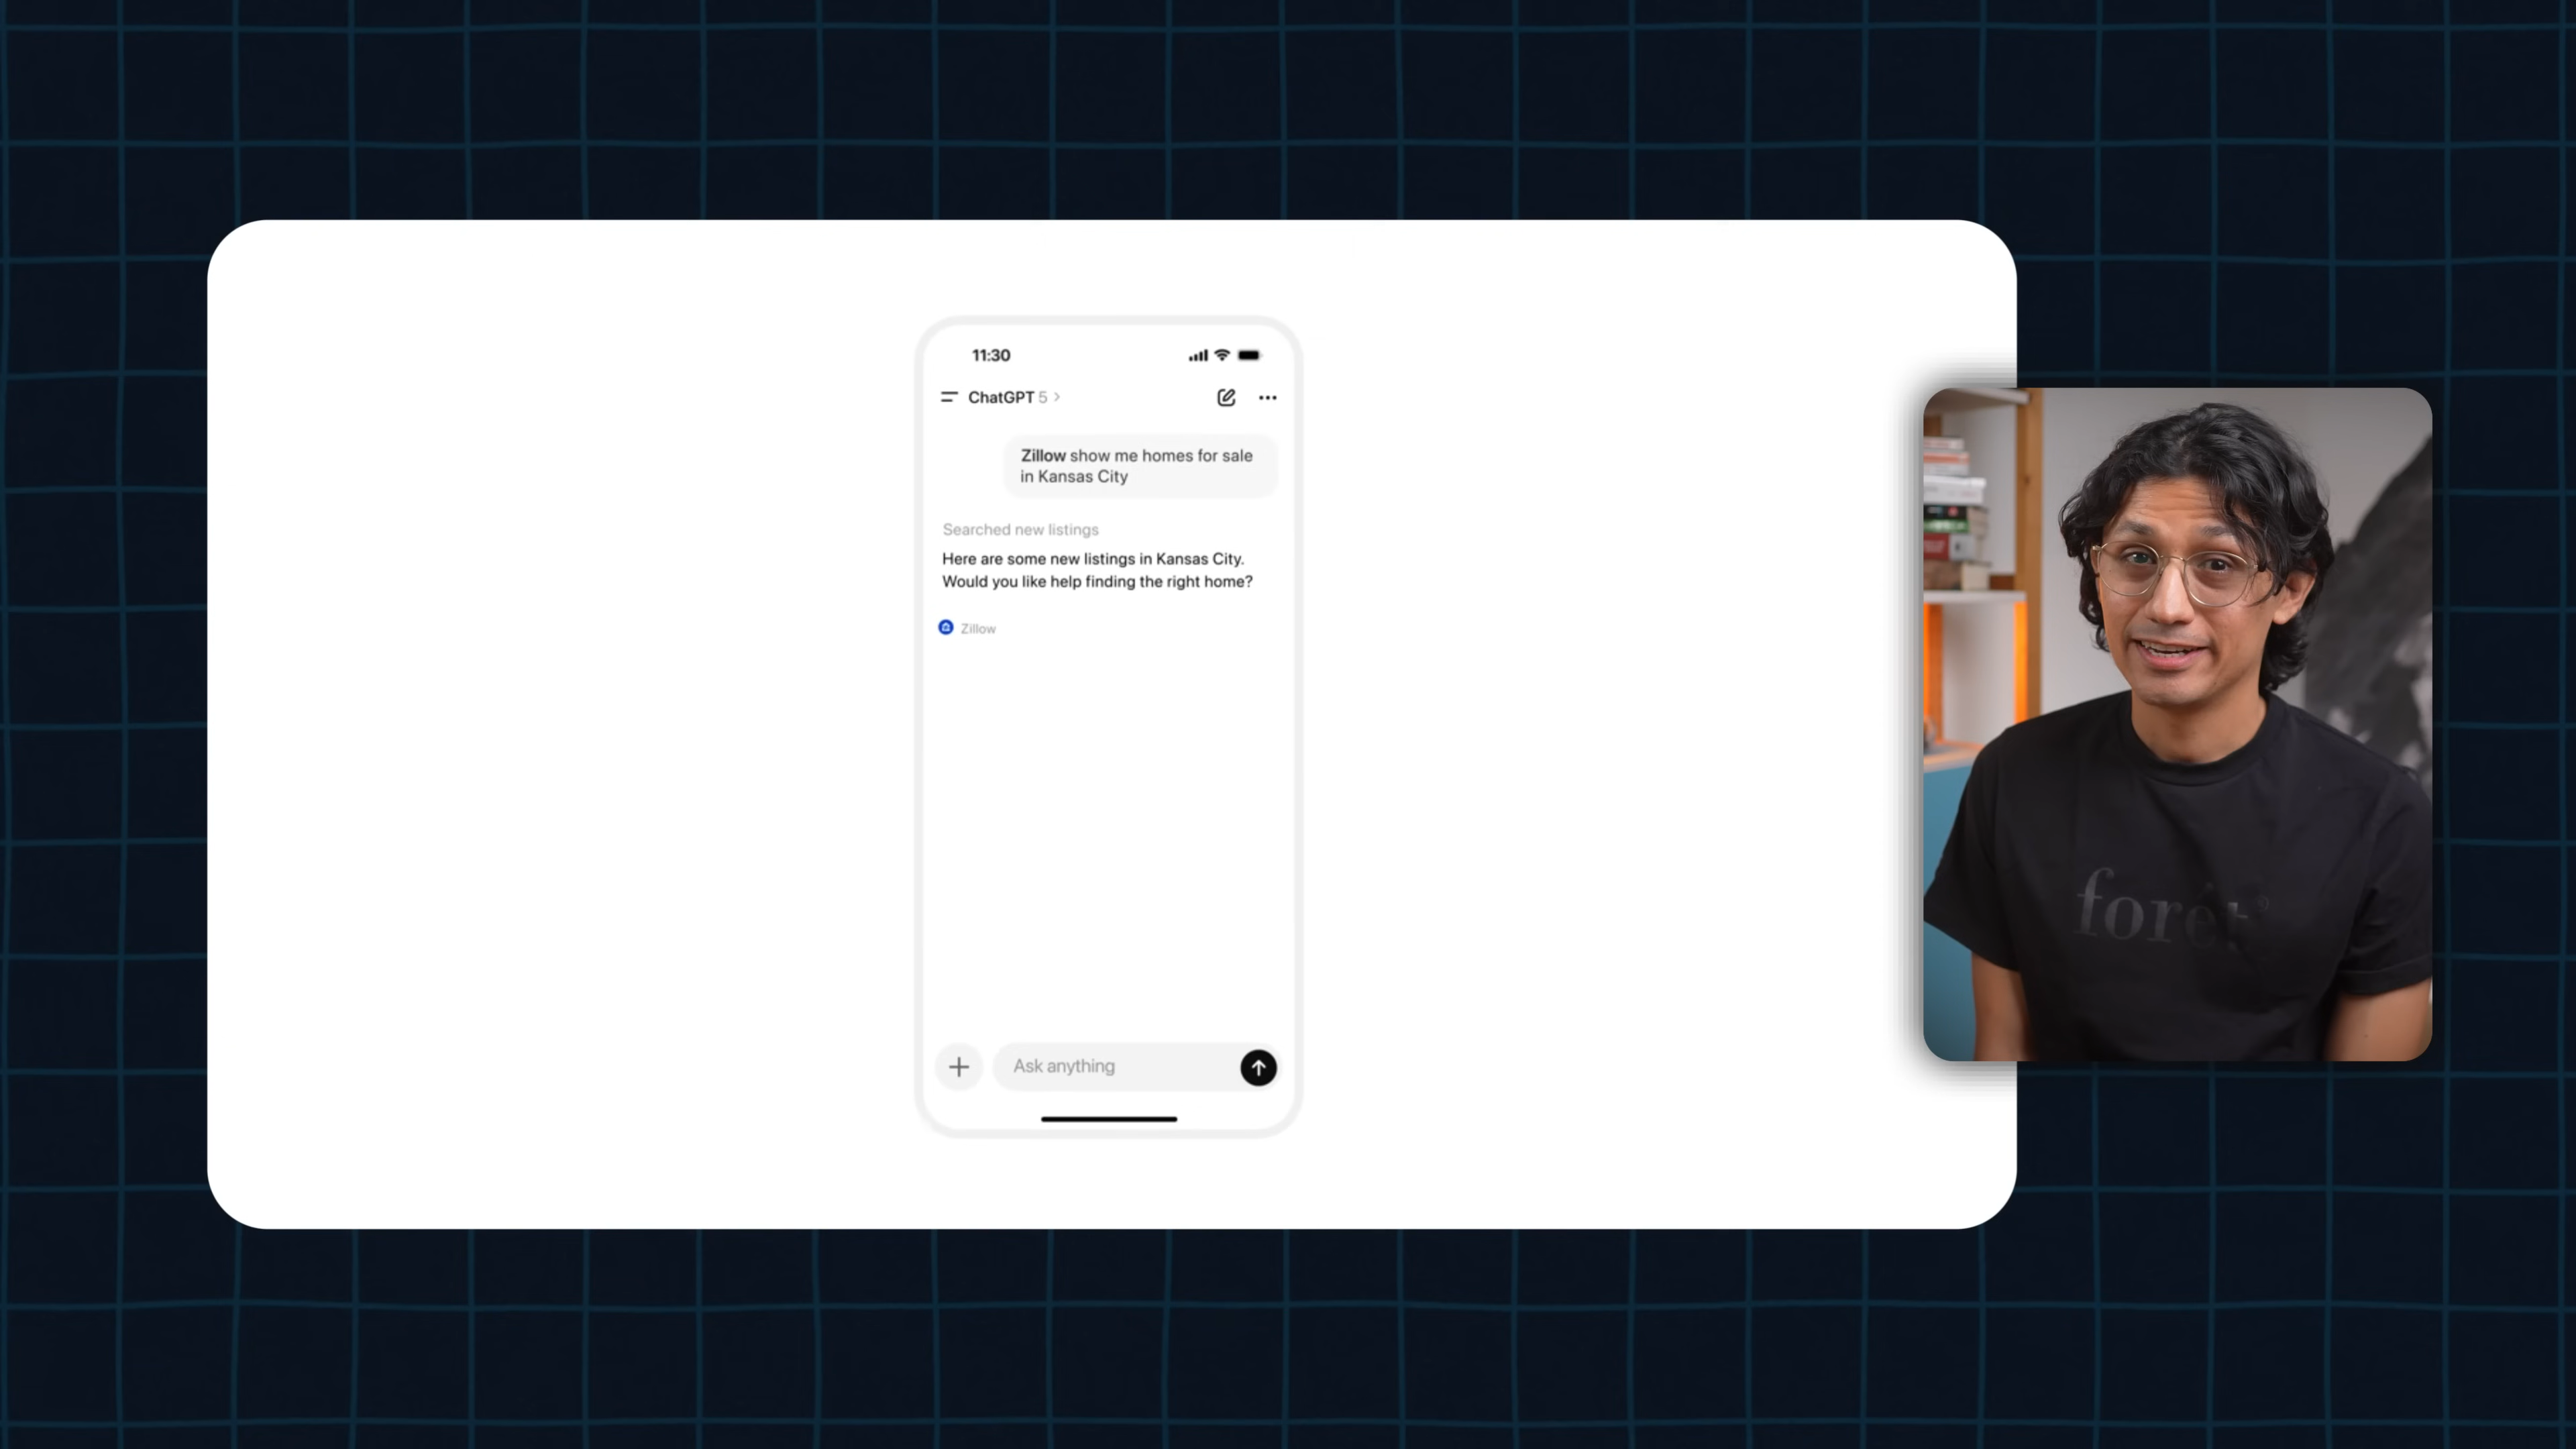 11:30
ChatGPT 5 >
Zillow show me homes for sale
in Kansas City
Searched new listings
Here are some new listings in Kansas City.
Would you like help finding the right home?
Zillow
Ask anything
forét®